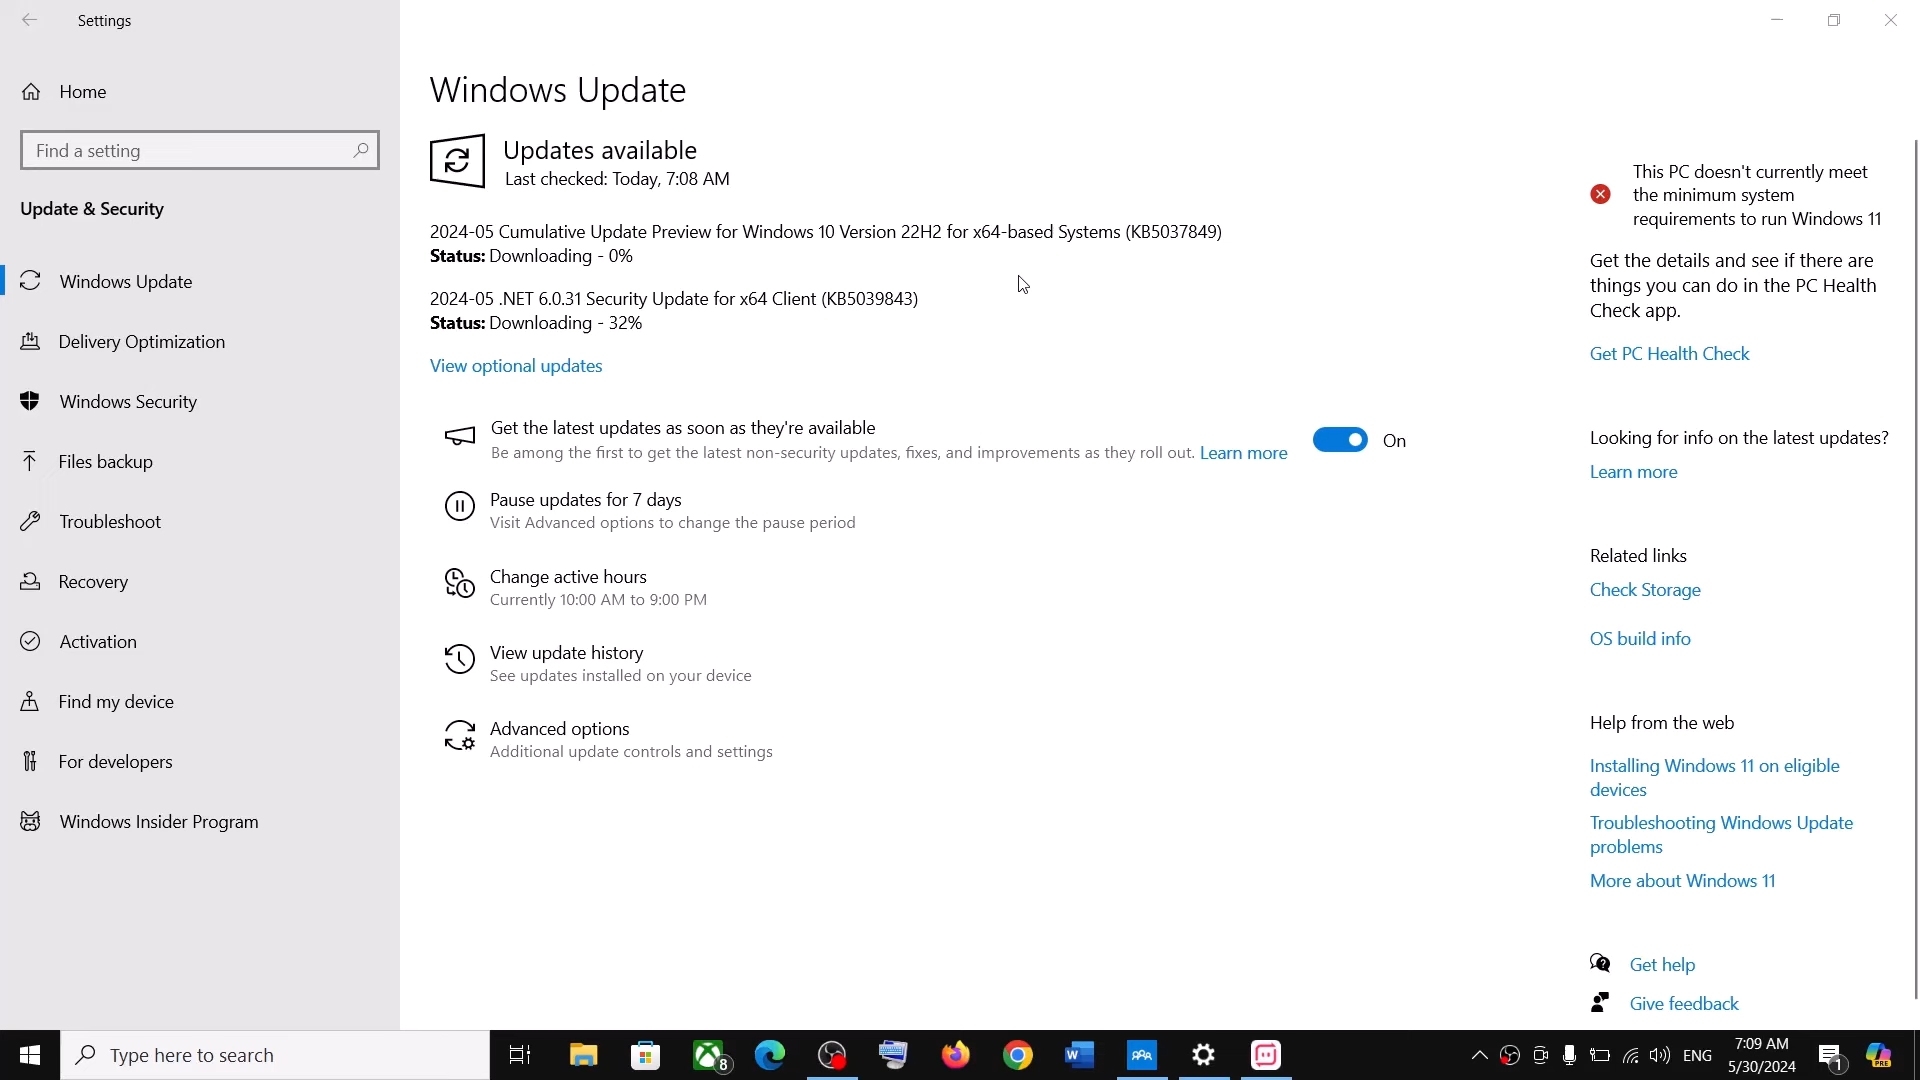 Settings
Home
Find a setting
Update & Security
Windows Update
Delivery Optimization
Windows Security
Files backup
Troubleshoot
Recovery
Activation
Find my device
For developers
Windows Insider Program
Windows Update
Updates available
Last checked: Today, 7:08 AM
2024-05 Cumulative Update Preview for Windows 10 Version 22H2 for x64-based Systems (KB5037849)
Status: Downloading - 0%
2024-05 .NET 6.0.31 Security Update for x64 Client (KB5039843)
Status: Downloading - 32%
View optional updates
Get the latest updates as soon as they're available
Be among the first to get the latest non-security updates, fixes, and improvements as they roll out. Learn more
On
Pause updates for 7 days
Visit Advanced options to change the pause period
Change active hours
Currently 10:00 AM to 9:00 PM
View update history
See updates installed on your device
Advanced options
Additional update controls and settings
This PC doesn't currently meet
the minimum system
requirements to run Windows 11
Get the details and see if there are
things you can do in the PC Health
Check app.
Get PC Health Check
Looking for info on the latest updates?
Learn more
Related links
Check Storage
OS build info
Help from the web
Installing Windows 11 on eligible
devices
Troubleshooting Windows Update
problems
More about Windows 11
Get help
Give feedback
Type here to search
8
W
ENG
7:09 AM
5/30/2024
1
PRE